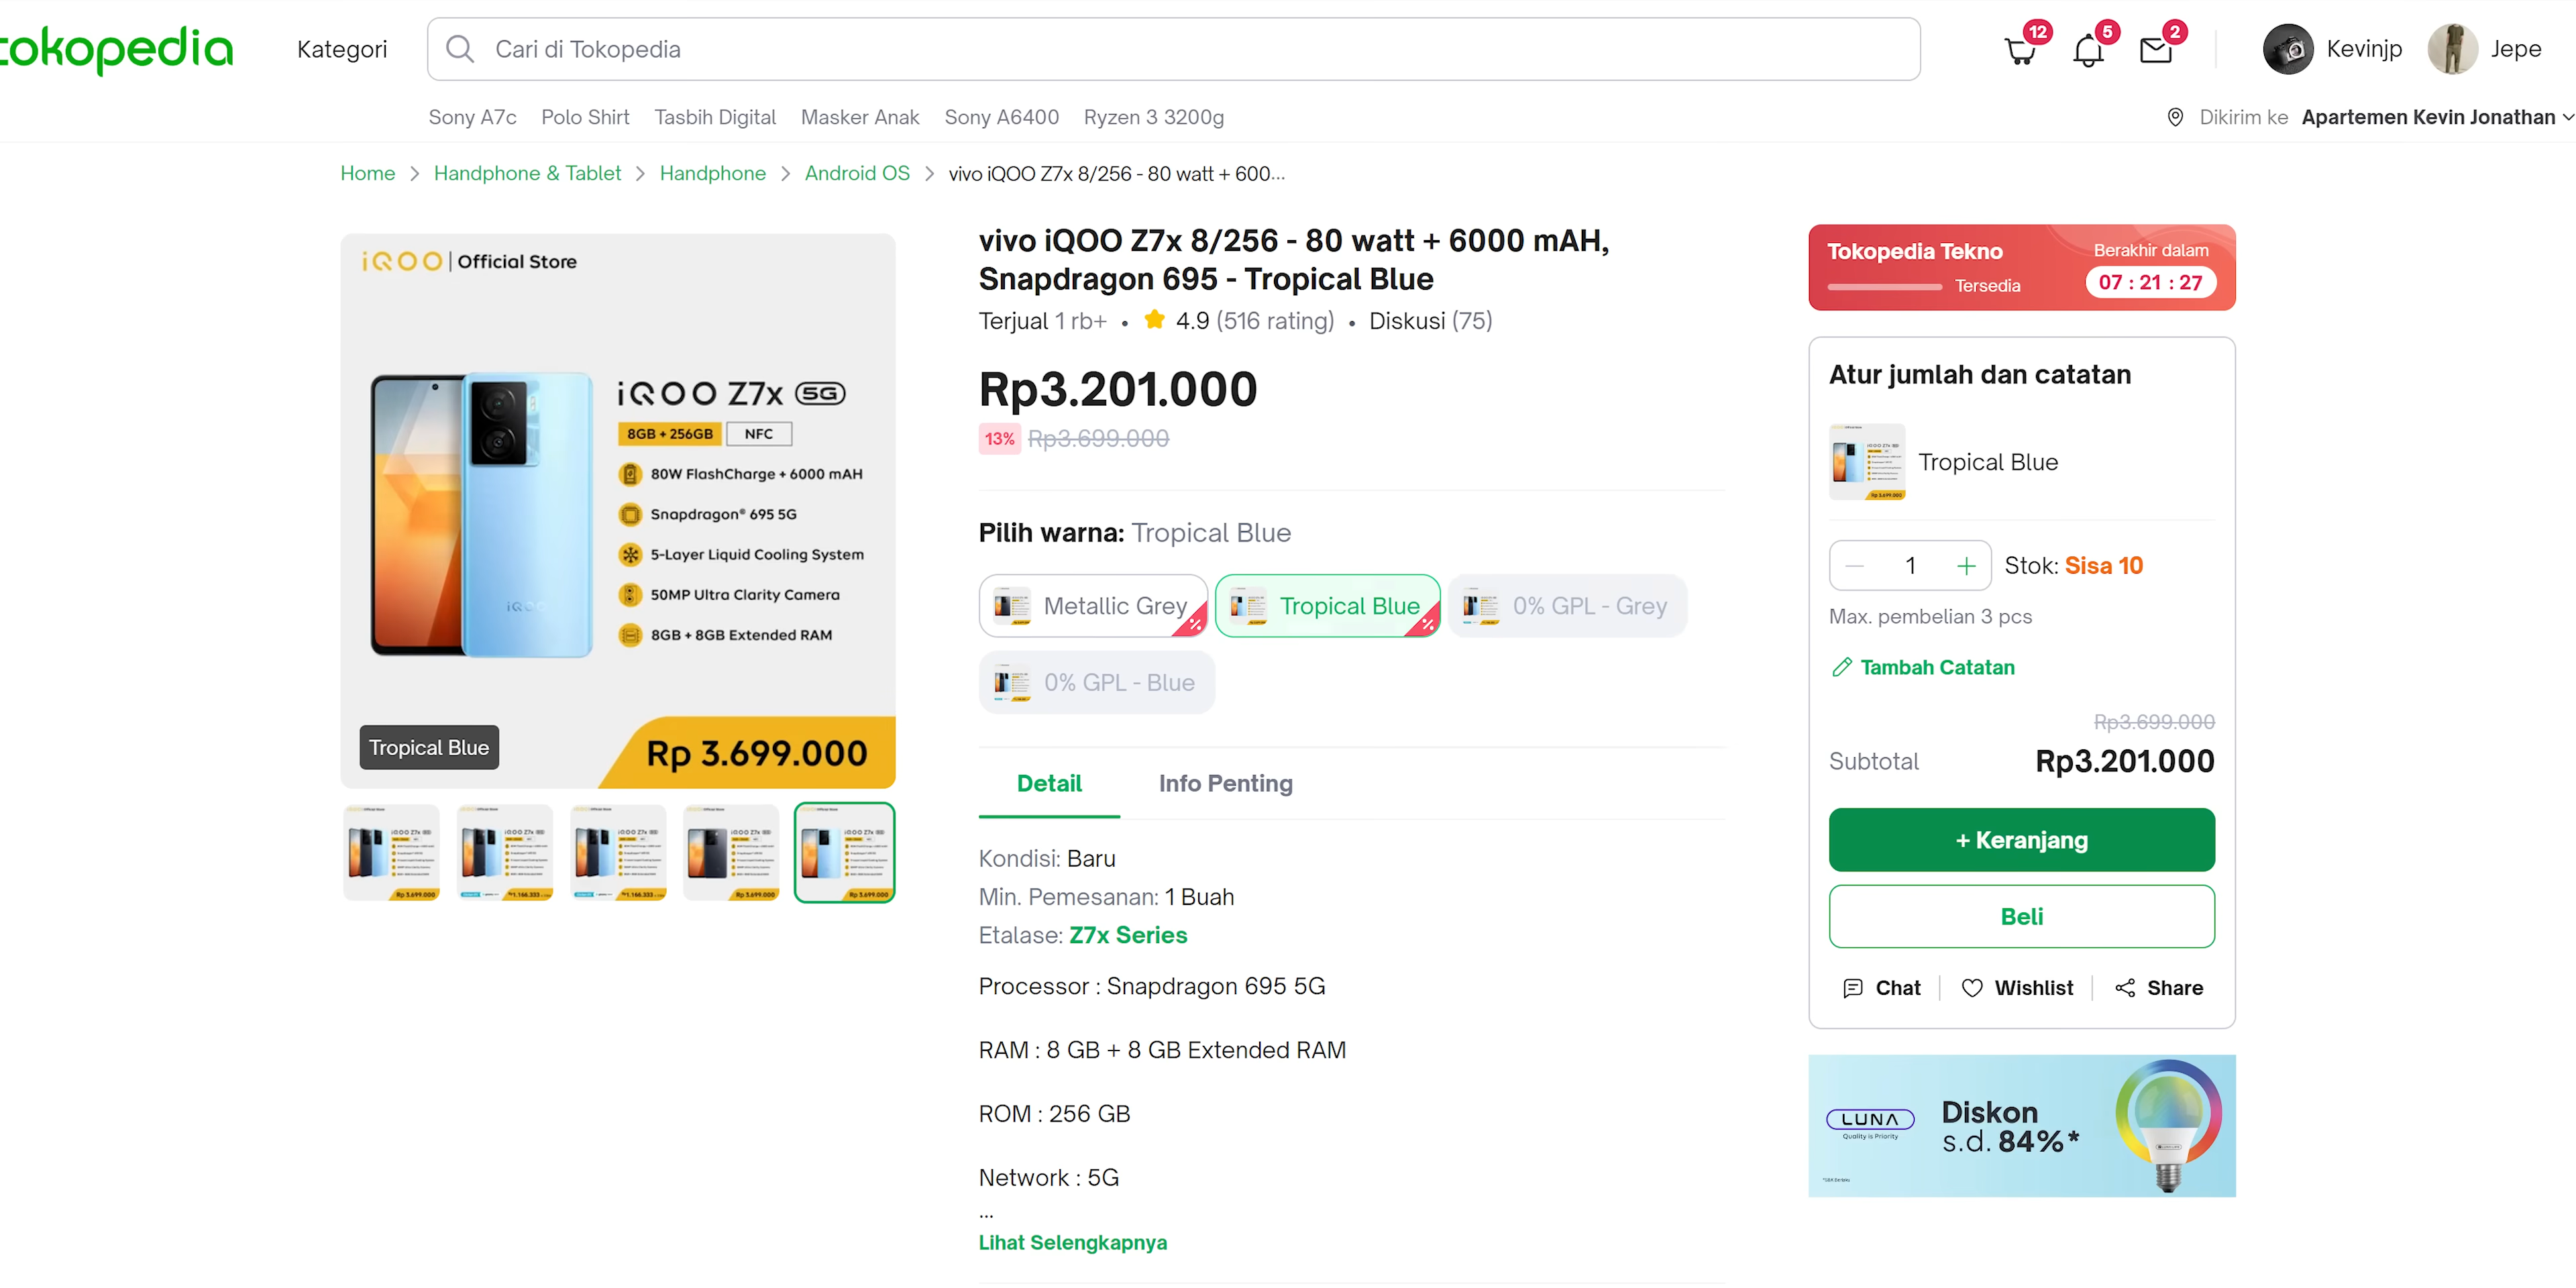 tokopedia
Kategori
Cari di Tokopedia
12
5
2
Kevinjp
Jepe
Sony A7c Polo Shirt Tasbih Digital Masker Anak Sony A6400 Ryzen 3 3200g
Dikirim ke Apartemen Kevin Jonathan
Home > Handphone & Tablet > Handphone > Android OS > vivo iQOO Z7x 8/256 - 80 watt + 600...
iQOO | Official Store
iQOO Z7x 5G
8GB + 256GB NFC
80W FlashCharge + 6000 mAH
Snapdragon® 695 5G
5-Layer Liquid Cooling System
50MP Ultra Clarity Camera
8GB + 8GB Extended RAM
iQOO
Tropical Blue
Rp 3.699.000
vivo iQOO Z7x 8/256 - 80 watt + 6000 mAH,
Snapdragon 695 - Tropical Blue
Terjual 1 rb+ • 4.9 (516 rating) • Diskusi (75)
Rp3.201.000
13% Rp3.699.000
Pilih warna: Tropical Blue
Metallic Grey
Tropical Blue
0% GPL - Grey
0% GPL - Blue
Detail
Info Penting
Kondisi: Baru
Min. Pemesanan: 1 Buah
Etalase: Z7x Series
Processor : Snapdragon 695 5G
RAM : 8 GB + 8 GB Extended RAM
ROM : 256 GB
Network : 5G
...
Lihat Selengkapnya
Tokopedia Tekno
Berakhir dalam
Tersedia
07 : 21 : 27
Atur jumlah dan catatan
Tropical Blue
1
Stok: Sisa 10
Max. pembelian 3 pcs
Tambah Catatan
Rp3.699.000
Subtotal Rp3.201.000
+ Keranjang
Beli
Chat
Wishlist
Share
LUNA
Quality is Priority
Diskon
s.d. 84%*